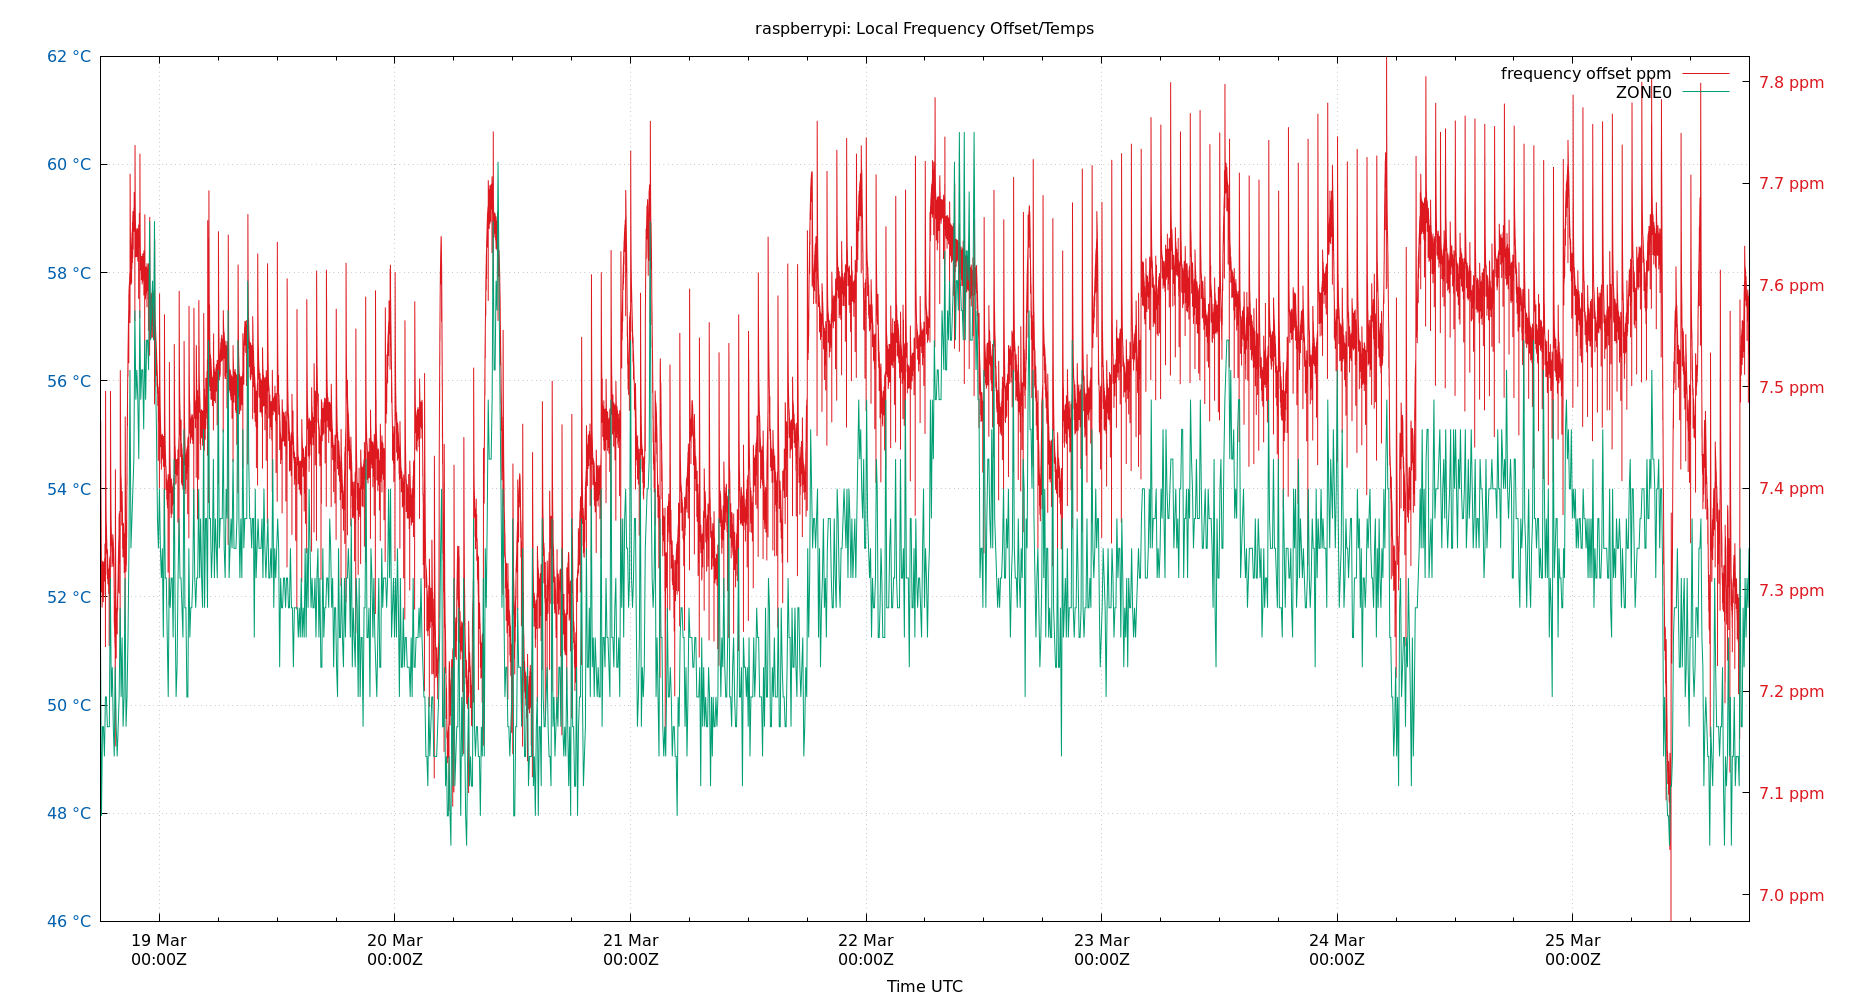 raspberrypi: Local Frequency Offset/Temps
frequency offset ppm
ZONE0
62 °C
60 °C
58 °C
56 °C
54 °C
52 °C
50 °C
48 °C
46 °C
7.8 ppm
7.7 ppm
7.6 ppm
7.5 ppm
7.4 ppm
7.3 ppm
7.2 ppm
7.1 ppm
7.0 ppm
19 Mar
00:00Z
20 Mar
00:00Z
21 Mar
00:00Z
22 Mar
00:00Z
23 Mar
00:00Z
24 Mar
00:00Z
25 Mar
00:00Z
Time UTC